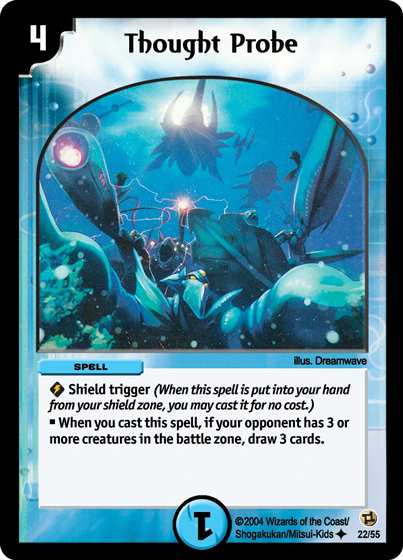 4
Thought Probe
illus. Dreamwave
SPELL
Shield trigger (When this spell is put into your hand
from your shield zone, you may cast it for no cost.)
▪ When you cast this spell, if your opponent has 3 or
more creatures in the battle zone, draw 3 cards.
1
©2004 Wizards of the Coast/
Shogakukan/Mitsui-Kids 22/55